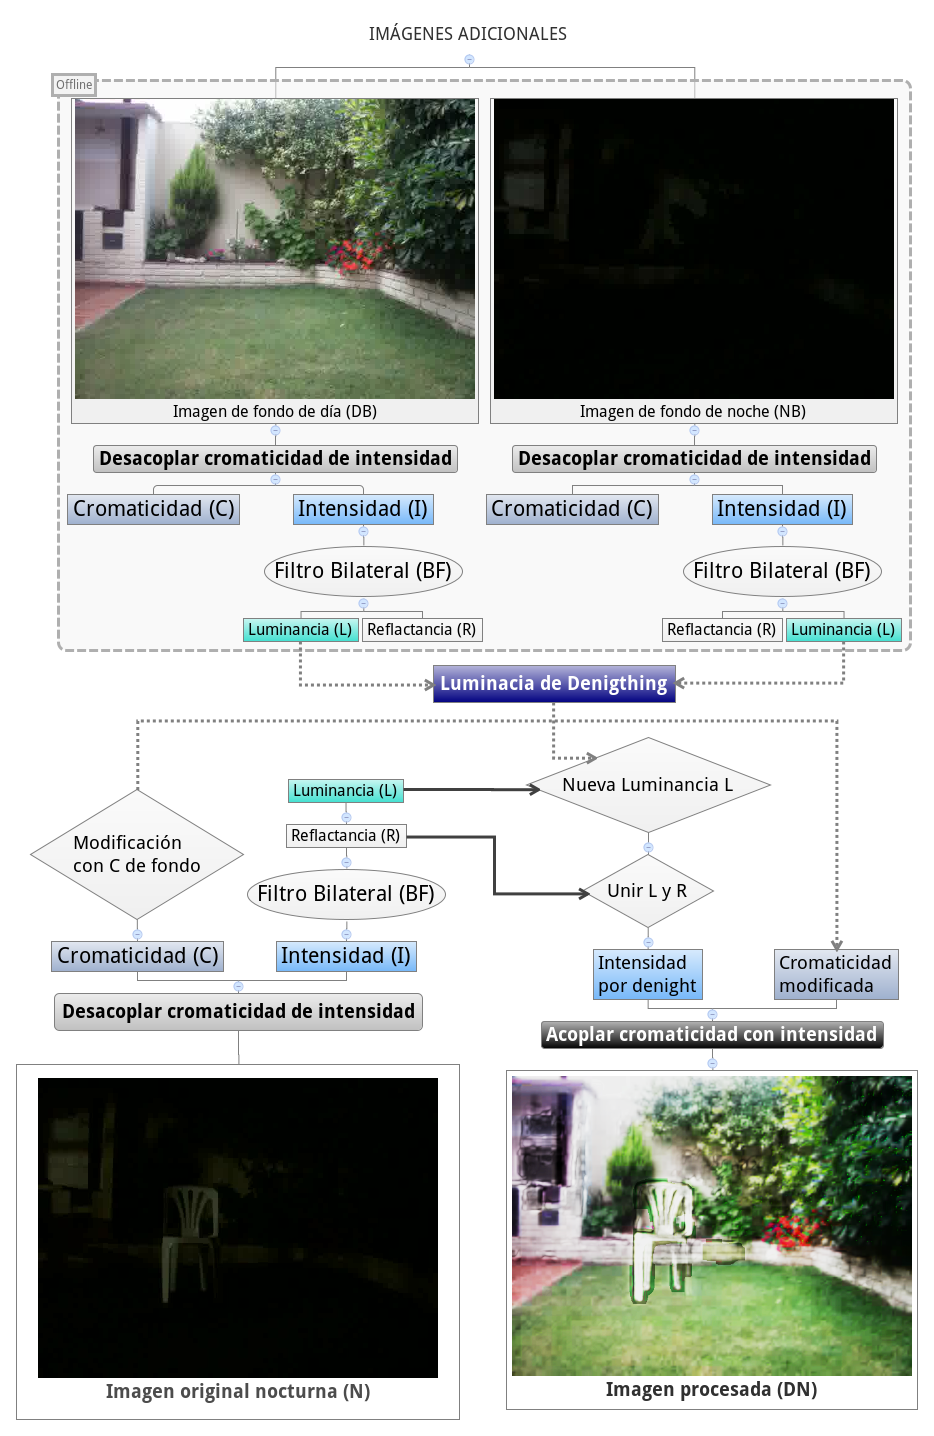 IMÁGENES ADICIONALES
Offline
Imagen de fondo de día (DB)
Imagen de fondo de noche (NB)
Desacoplar cromaticidad de intensidad
Desacoplar cromaticidad de intensidad
Cromaticidad (C)
Intensidad (I)
Cromaticidad (C)
Intensidad (I)
Filtro Bilateral (BF)
Filtro Bilateral (BF)
Luminancia (L)
Reflactancia (R)
Reflactancia (R)
Luminancia (L)
Luminacia de Denigthing
Nueva Luminancia L
Luminancia (L)
Reflactancia (R)
Modificación
con C de fondo
Filtro Bilateral (BF)
Unir L y R
Cromaticidad (C)
Intensidad (I)
Intensidad
por denight
Cromaticidad
modificada
Desacoplar cromaticidad de intensidad
Acoplar cromaticidad con intensidad
Imagen original nocturna (N)
Imagen procesada (DN)